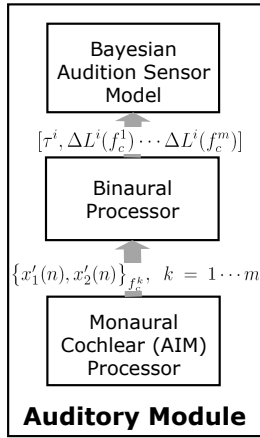 Bayesian
Audition Sensor
Model
[τ^i, ΔL^i(f_c^1) ⋯ ΔL^i(f_c^m)]
Binaural
Processor
{x′_1(n), x′_2(n)}_{f_c^k}, k = 1 ⋯ m
Monaural
Cochlear (AIM)
Processor
Auditory Module